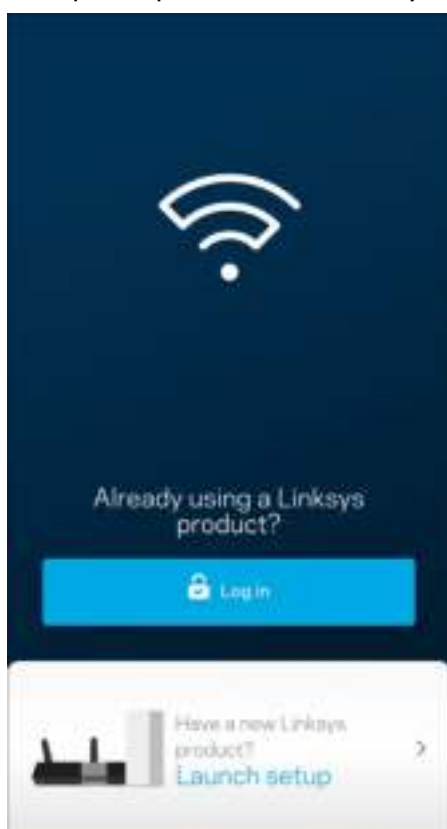 Already using a Linksys
product?
Log in
Have a new Linksys
product?
Launch setup